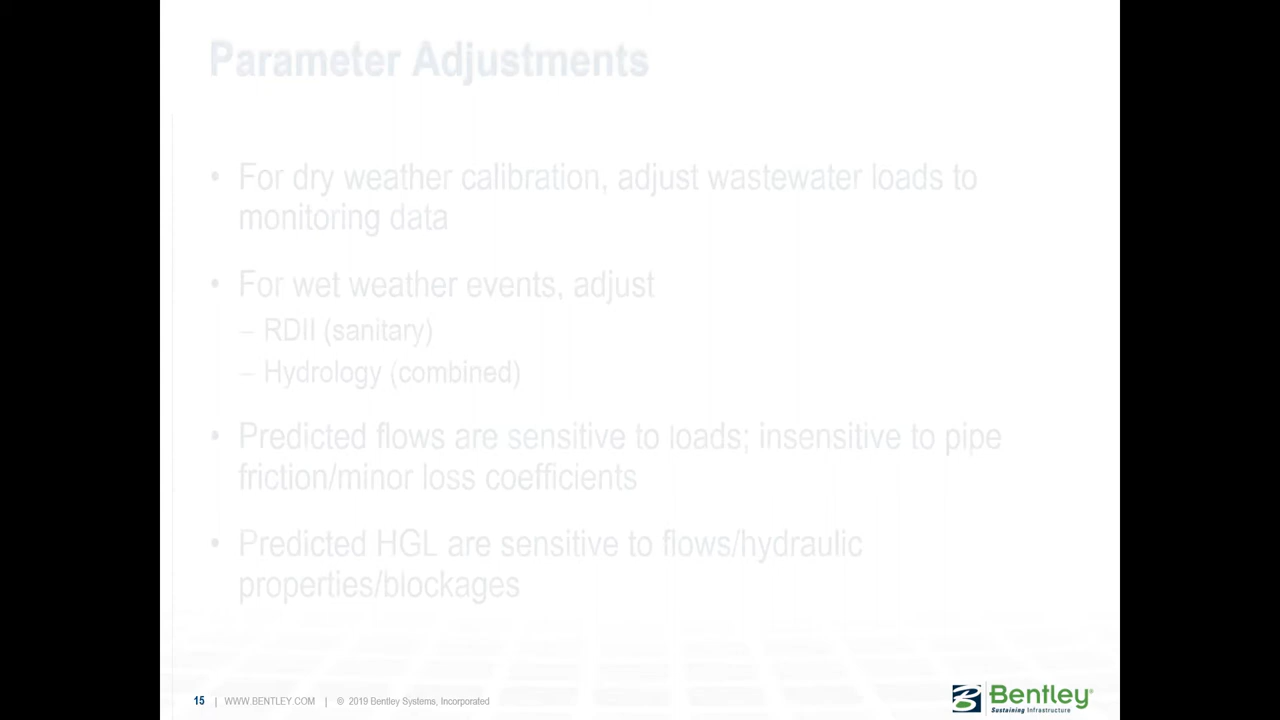 Parameter Adjustments
• For dry weather calibration, adjust wastewater loads to
monitoring data
• For wet weather events, adjust
– RDII (sanitary)
– Hydrology (combined)
• Predicted flows are sensitive to loads; insensitive to pipe
friction/minor loss coefficients
• Predicted HGL are sensitive to flows/hydraulic
properties/blockages
15 | WWW.BENTLEY.COM | © 2019 Bentley Systems, Incorporated
Bentley®
Sustaining Infrastructure